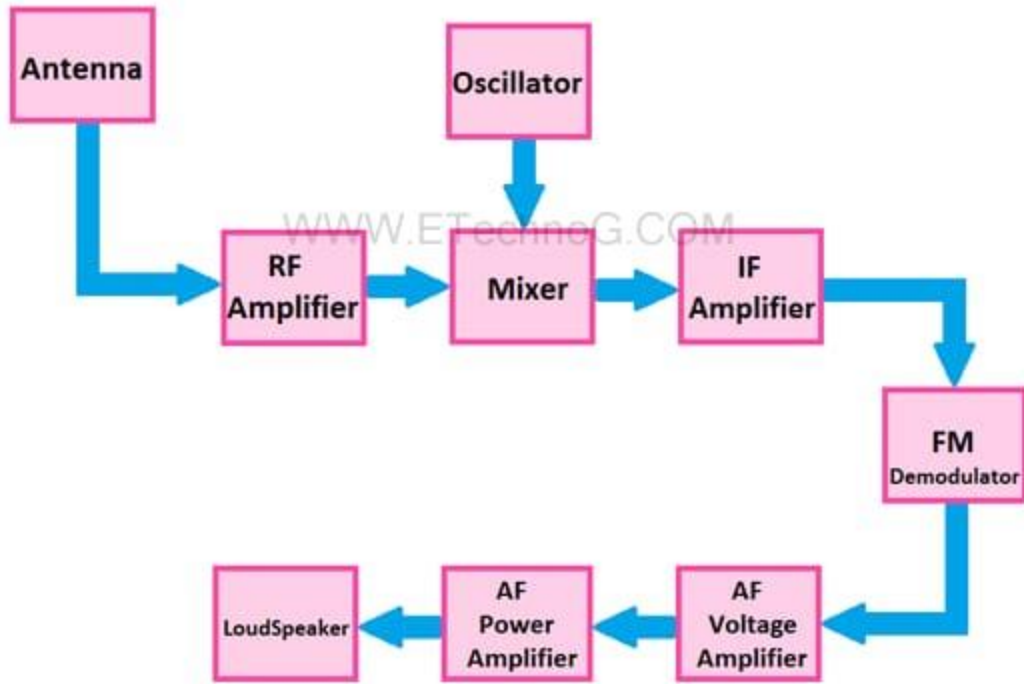 Antenna
Oscillator
WWW.ETechnoG.COM
RF
Amplifier
Mixer
IF
Amplifier
FM
Demodulator
LoudSpeaker
AF
Power
Amplifier
AF
Voltage
Amplifier